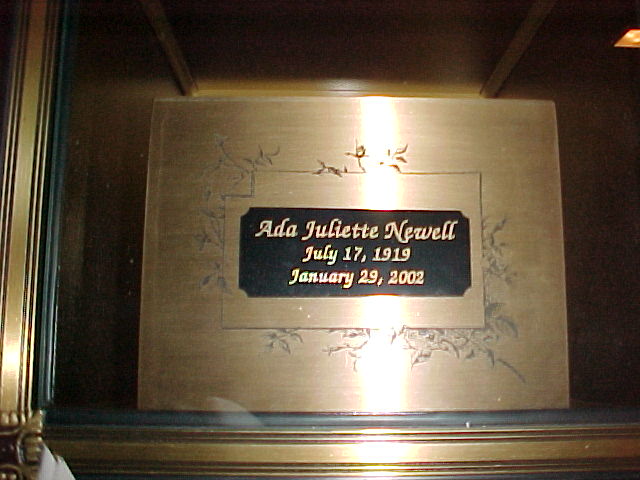 Ada Juliette Newell
July 17, 1919
January 29, 2002